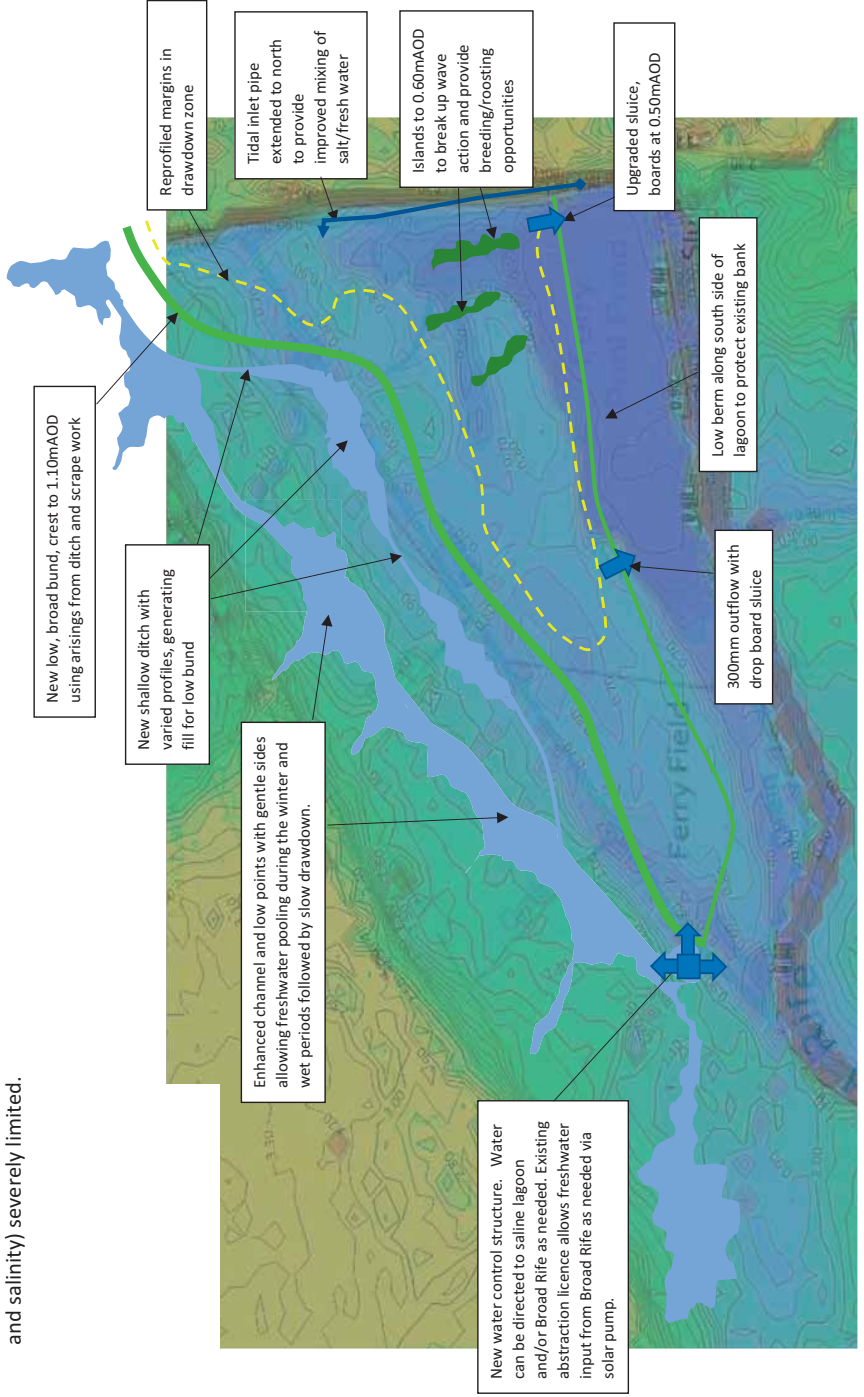 and salinity) severely limited.
New low, broad bund, crest to 1.10mAOD
using arisings from ditch and scrape work
Reprofiled margins in
drawdown zone
New shallow ditch with
varied profiles, generating
fill for low bund
Tidal inlet pipe
extended to north
to provide
improved mixing of
salt/fresh water
Enhanced channel and low points with gentle sides
allowing freshwater pooling during the winter and
wet periods followed by slow drawdown.
Islands to 0.60mAOD
to break up wave
action and provide
breeding/roosting
opportunities
New water control structure. Water
can be directed to saline lagoon
and/or Broad Rife as needed. Existing
abstraction licence allows freshwater
input from Broad Rife as needed via
solar pump.
Upgraded sluice,
boards at 0.50mAOD
Low berm along south side of
lagoon to protect existing bank
300mm outflow with
drop board sluice
Ferry Field
Rife